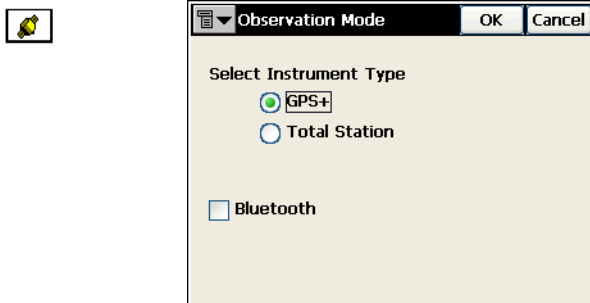 Observation Mode OK Cancel
Select Instrument Type
GPS+
Total Station
Bluetooth